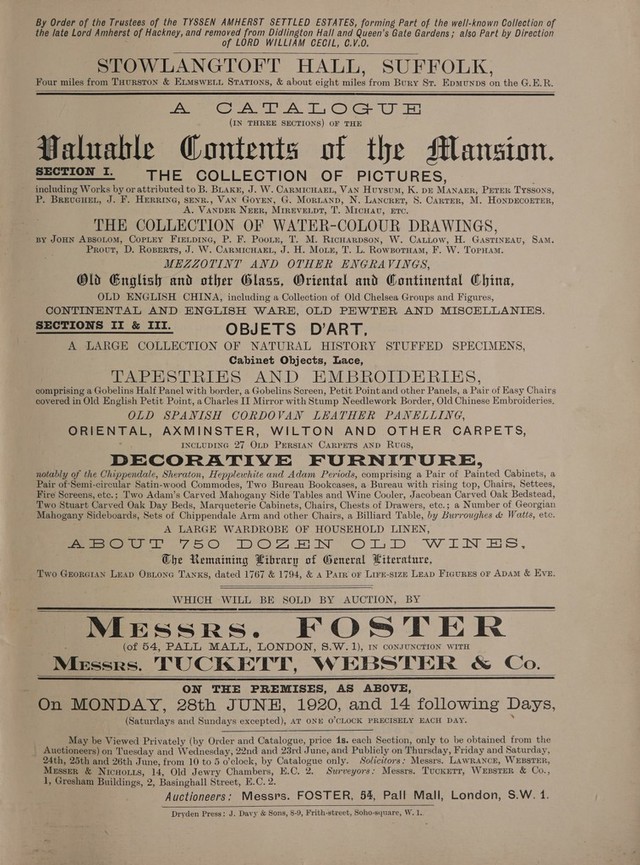 By Order of the Trustees of the TYSSEN AMHERST SETTLED ESTATES, forming Part of the well-known Collection of
the late Lord Amherst of Hackney, and removed from Didlington Hall and Queen's Gate Gardens; also Part by Direction
of LORD WILLIAM CECIL, C.V.O.
STOWLANGTOFT HALL, SUFFOLK,
Four miles from Thurston & Elmswell Stations, & about eight miles from Bury St. Edmunds on the G.E.R.
A CATALOGUE
(IN THREE SECTIONS) OF THE
Valuable Contents of the Mansion.
SECTION I. THE COLLECTION OF PICTURES,
including Works by or attributed to B. Blake, J. W. Carmichael, Van Huysum, K. de Manaer, Peter Tyssons,
P. Breughel, J. F. Herring, senr., Van Goyen, G. Morland, N. Lancret, S. Carter, M. Hondecoeter,
A. Vander Neer, Mireveldt, T. Michau, etc.
THE COLLECTION OF WATER-COLOUR DRAWINGS,
by John Absolom, Copley Fielding, P. F. Poole, T. M. Richardson, W. Callow, H. Gastineau, Sam.
Prout, D. Roberts, J. W. Carmichael, J. H. Mole, T. L. Rowbotham, F. W. Topham.
MEZZOTINT AND OTHER ENGRAVINGS,
Old English and other Glass, Oriental and Continental China,
OLD ENGLISH CHINA, including a Collection of Old Chelsea Groups and Figures,
CONTINENTAL AND ENGLISH WARE, OLD PEWTER AND MISCELLANIES.
SECTIONS II & III. OBJETS D'ART,
A LARGE COLLECTION OF NATURAL HISTORY STUFFED SPECIMENS,
Cabinet Objects, Lace,
TAPESTRIES AND EMBROIDERIES,
comprising a Gobelins Half Panel with border, a Gobelins Screen, Petit Point and other Panels, a Pair of Easy Chairs
covered in Old English Petit Point, a Charles II Mirror with Stump Needlework Border, Old Chinese Embroideries,
OLD SPANISH CORDOVAN LEATHER PANELLING,
ORIENTAL, AXMINSTER, WILTON AND OTHER CARPETS,
including 27 Old Persian Carpets and Rugs,
DECORATIVE FURNITURE,
notably of the Chippendale, Sheraton, Hepplewhite and Adam Periods, comprising a Pair of Painted Cabinets, a
Pair of Semi-circular Satin-wood Commodes, Two Bureau Bookcases, a Bureau with rising top, Chairs, Settees,
Fire Screens, etc.; Two Adam's Carved Mahogany Side Tables and Wine Cooler, Jacobean Carved Oak Bedstead,
Two Stuart Carved Oak Day Beds, Marqueterie Cabinets, Chairs, Chests of Drawers, etc.; a Number of Georgian
Mahogany Sideboards, Sets of Chippendale Arm and other Chairs, a Billiard Table, by Burroughes & Watts, etc.
A LARGE WARDROBE OF HOUSEHOLD LINEN,
ABOUT 750 DOZEN OLD WINES,
The Remaining Library of General Literature,
Two Georgian Lead Oblong Tanks, dated 1767 & 1794, & a Pair of Life-size Lead Figures of Adam & Eve.
WHICH WILL BE SOLD BY AUCTION, BY
MESSRS. FOSTER
(of 54, PALL MALL, LONDON, S.W. 1), in conjunction with
MESSRS. TUCKETT, WEBSTER & Co.
ON THE PREMISES, AS ABOVE,
On MONDAY, 28th JUNE, 1920, and 14 following Days,
(Saturdays and Sundays excepted), at one o'clock precisely each day.
May be Viewed Privately (by Order and Catalogue, price 1s. each Section, only to be obtained from the
Auctioneers) on Tuesday and Wednesday, 22nd and 23rd June, and Publicly on Thursday, Friday and Saturday,
24th, 25th and 26th June, from 10 to 5 o'clock, by Catalogue only. Solicitors: Messrs. Lawrance, Webster,
Messer & Nicholls, 14, Old Jewry Chambers, E.C. 2. Surveyors: Messrs. Tuckett, Webster & Co.,
1, Gresham Buildings, 2, Basinghall Street, E.C. 2.
Auctioneers: Messrs. FOSTER, 54, Pall Mall, London, S.W. 1.
Dryden Press: J. Davy & Sons, 8-9, Frith-street, Soho-square, W. 1.